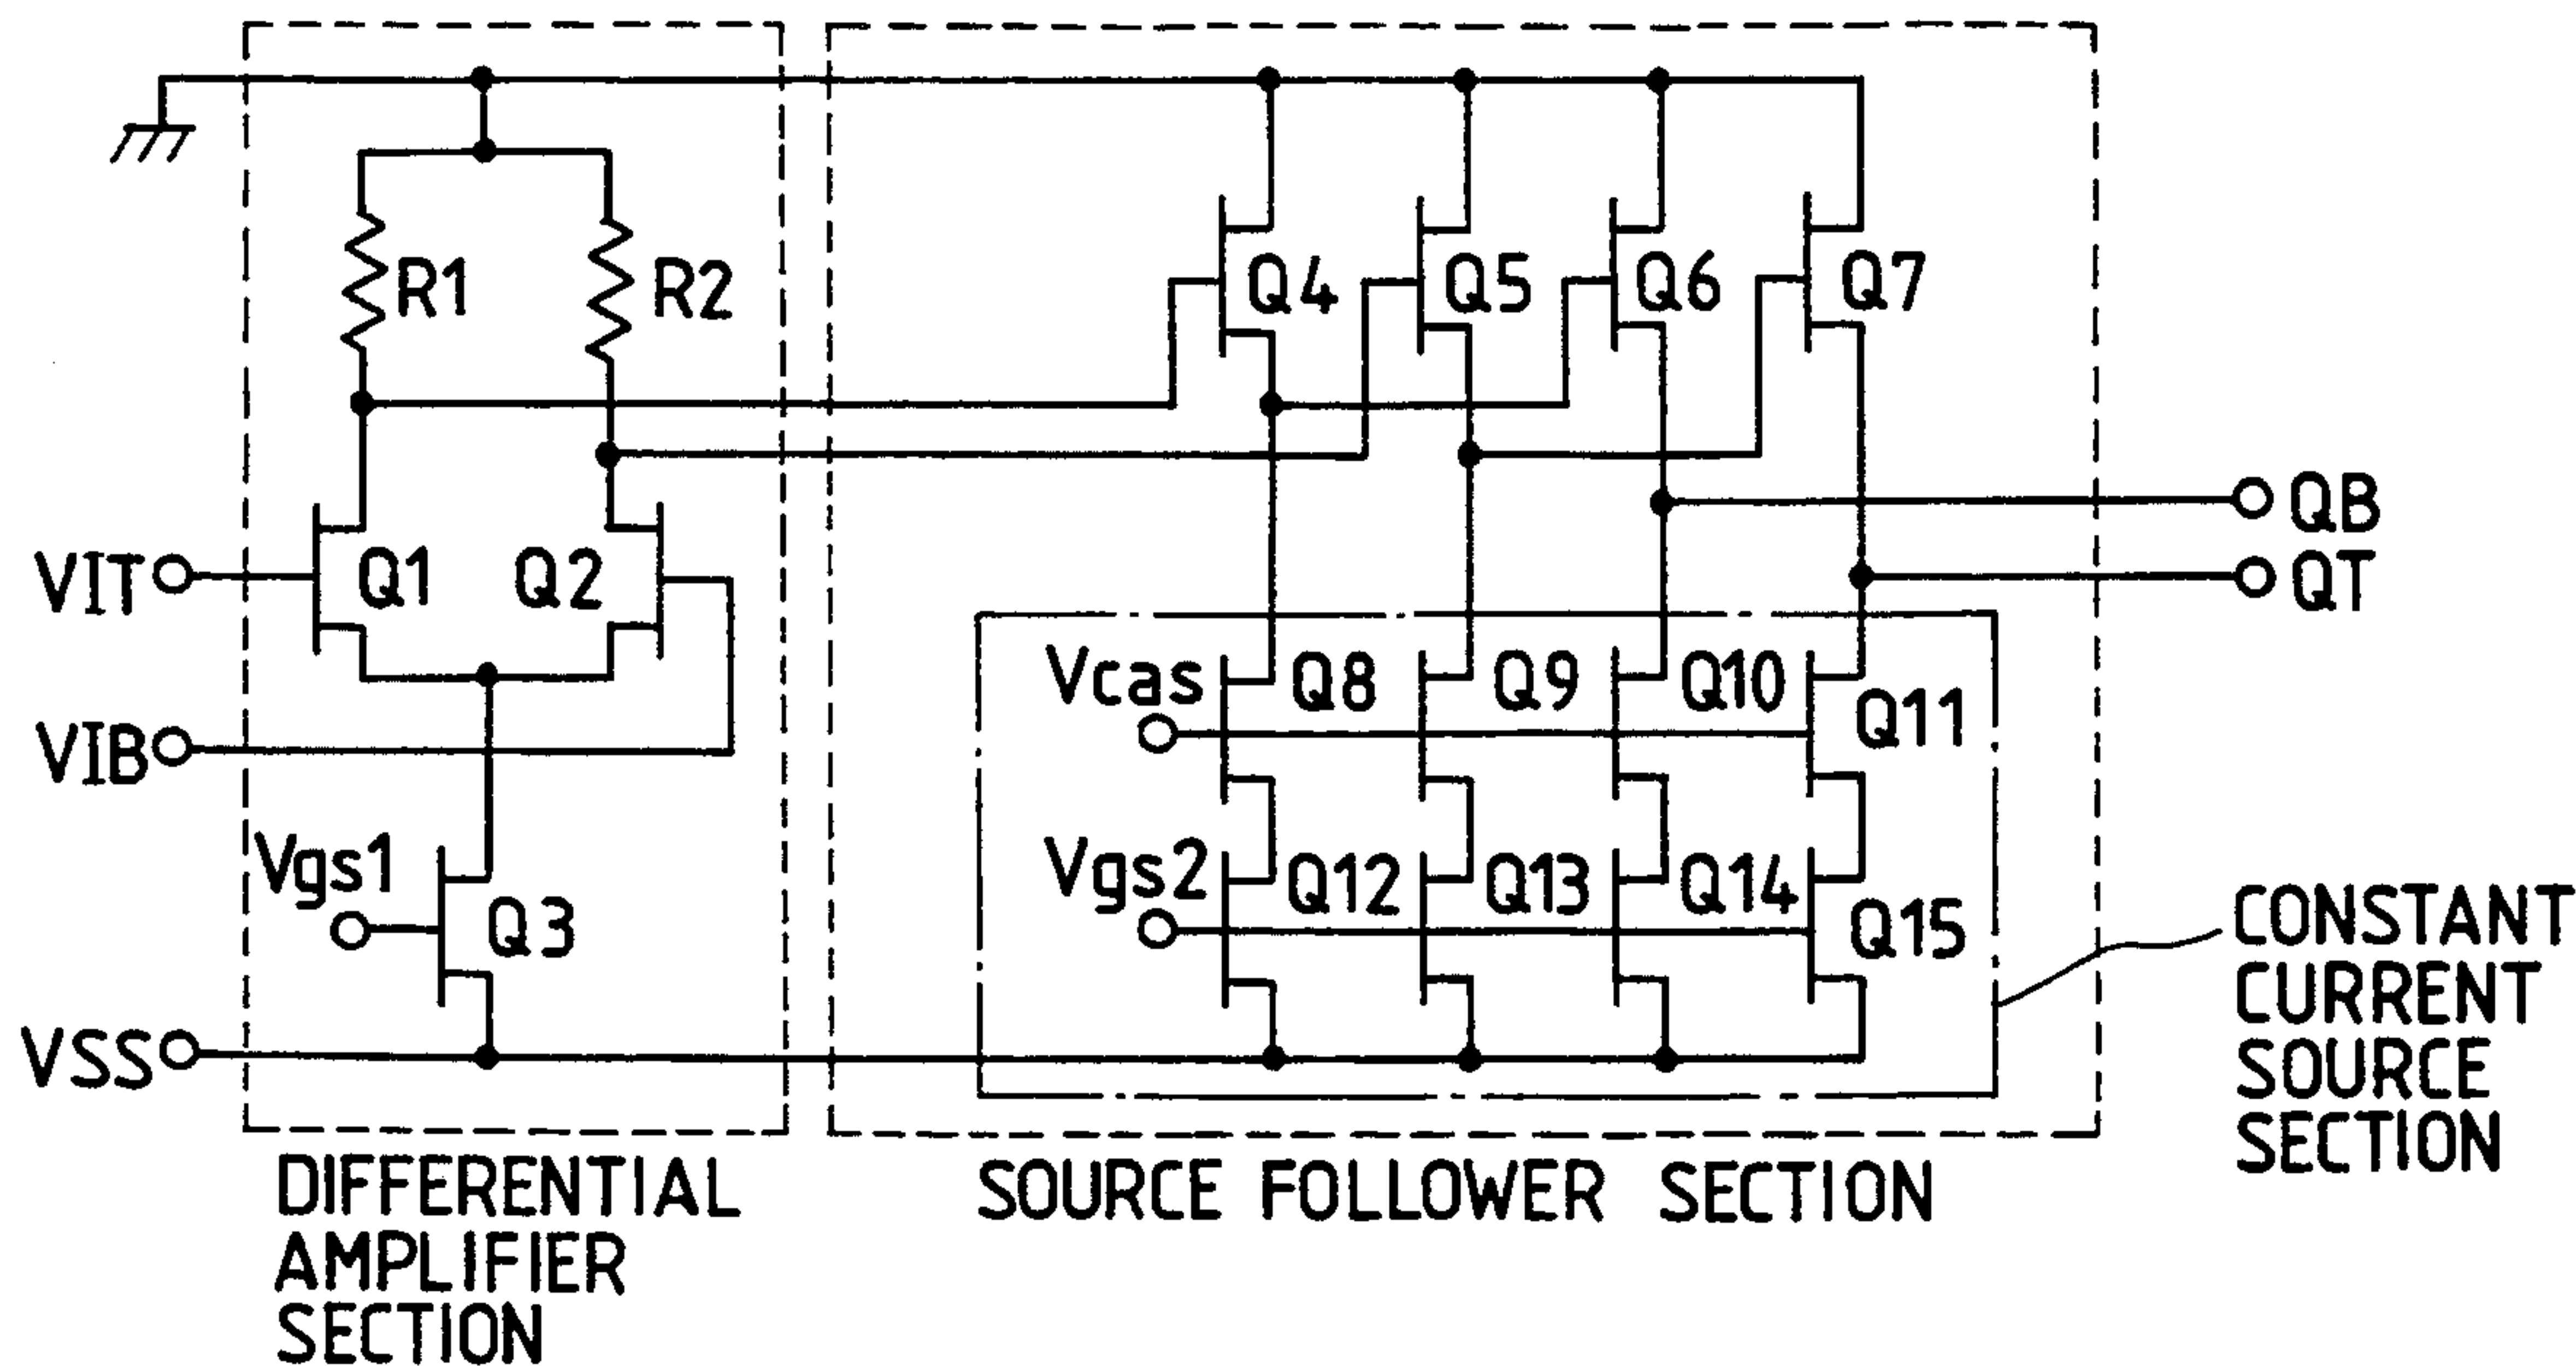 R1
R2
Q4
Q5
Q6
Q7
QB
QT
VIT
Q1
Q2
Vcas
Q8
Q9
Q10
Q11
VIB
Vgs1
Q3
Vgs2
Q12
Q13
Q14
Q15
VSS
CONSTANT
CURRENT
SOURCE
SECTION
DIFFERENTIAL
AMPLIFIER
SECTION
SOURCE FOLLOWER SECTION